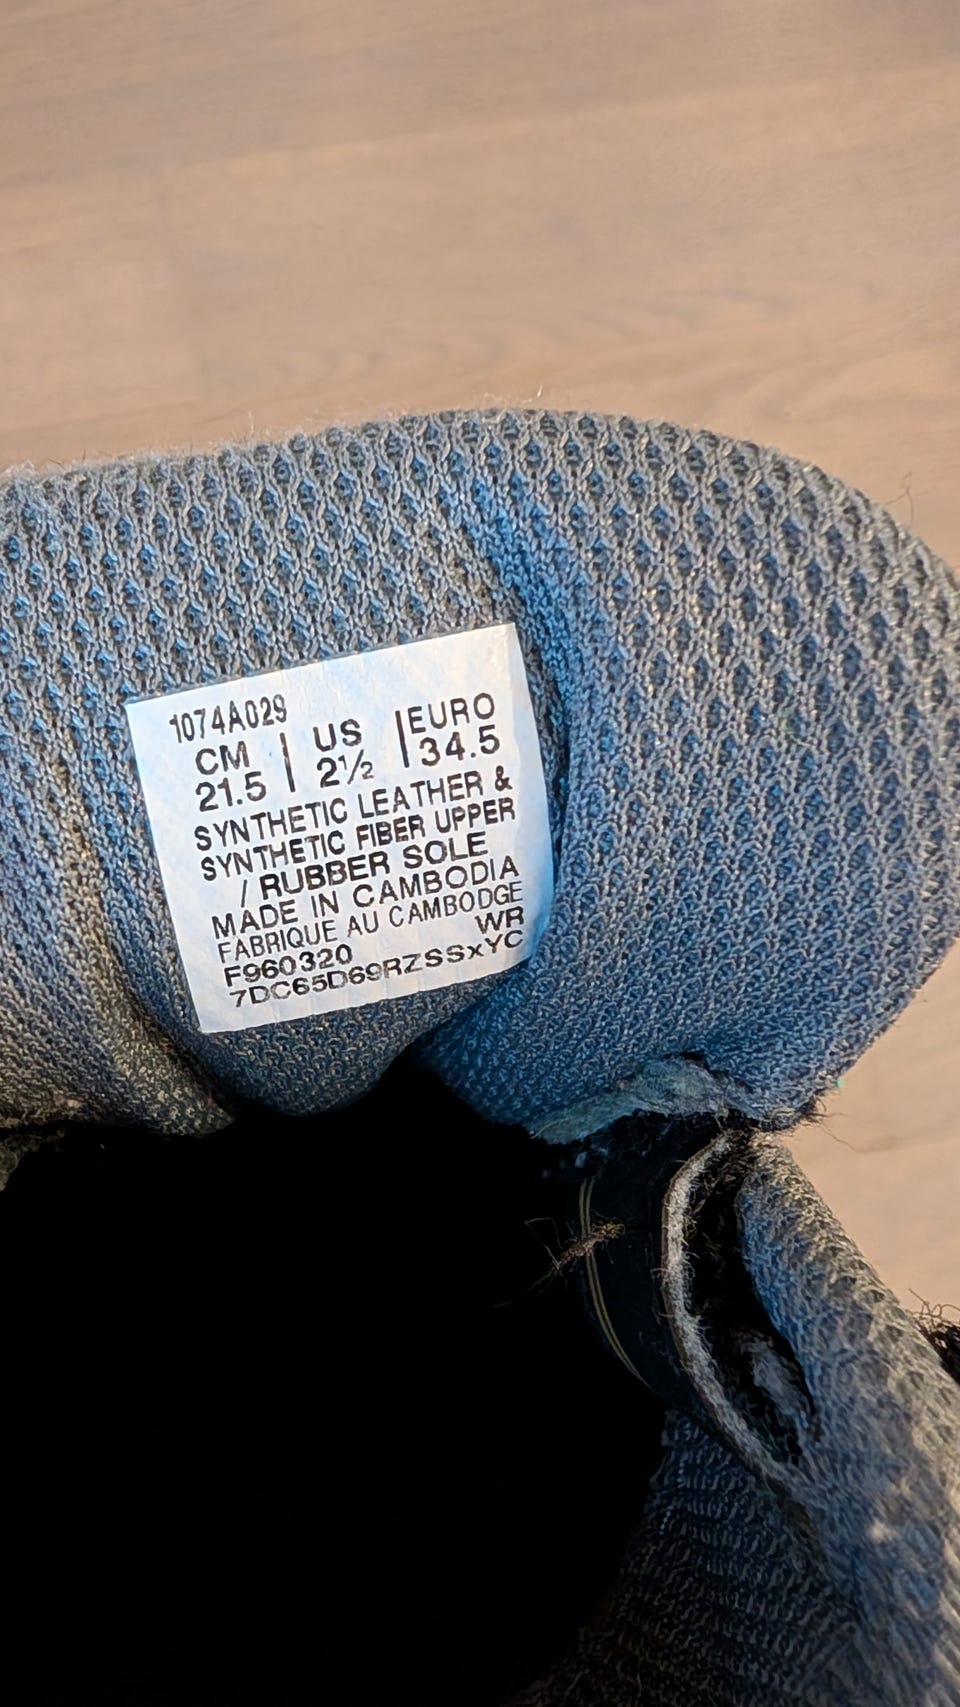 1074A029
CM | US | EURO
21.5 | 2½ | 34.5
SYNTHETIC LEATHER &
SYNTHETIC FIBER UPPER
/ RUBBER SOLE
MADE IN CAMBODIA
FABRIQUE AU CAMBODGE
F960320 WR
7DC65D69RZSSxYC